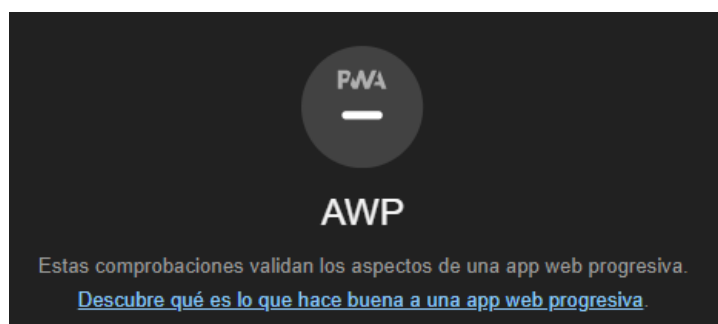 PWA
AWP
Estas comprobaciones validan los aspectos de una app web progresiva.
Descubre qué es lo que hace buena a una app web progresiva.